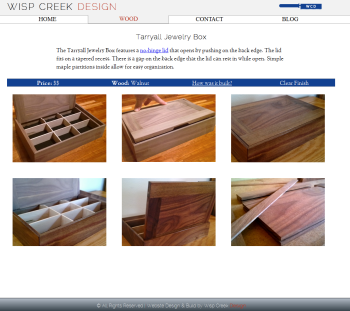 WISP CREEK DESIGN
WCD
HOME WOOD CONTACT BLOG
Tarryall Jewelry Box
The Tarryall Jewelry Box features a no-hinge lid that opens by pushing on the back edge. The lid
fits on a tapered recess. There is a gap on the back edge that the lid can rest in while open. Simple
maple partitions inside allow for easy organization.
Price: 33 Wood: Walnut How was it built? Clear Finish
© All Rights Reserved | Website Design & Build by Wisp Creek Design